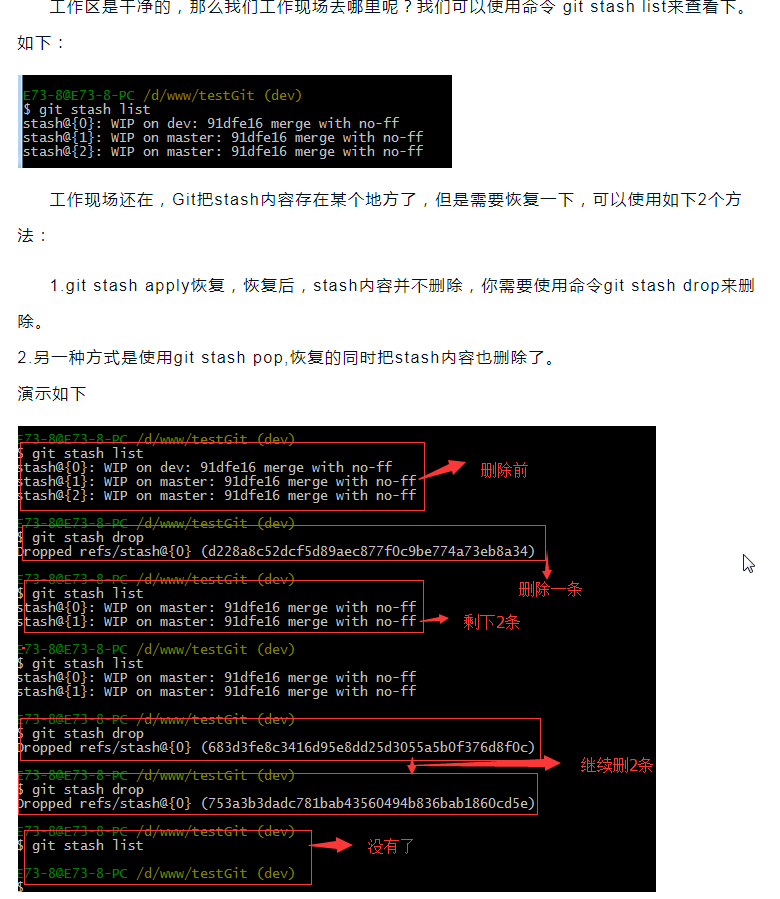 工作区是干净的，那么我们工作现场去哪里呢？我们可以使用命令 git stash list来查看下。
如下：
E73-8@E73-8-PC /d/www/testGit (dev)
$ git stash list
stash@{0}: WIP on dev: 91dfe16 merge with no-ff
stash@{1}: WIP on master: 91dfe16 merge with no-ff
stash@{2}: WIP on master: 91dfe16 merge with no-ff
工作现场还在，Git把stash内容存在某个地方了，但是需要恢复一下，可以使用如下2个方
法：
1.git stash apply恢复，恢复后，stash内容并不删除，你需要使用命令git stash drop来删
除。
2.另一种方式是使用git stash pop,恢复的同时把stash内容也删除了。
演示如下
E73-8@E73-8-PC /d/www/testGit (dev)
$ git stash list
stash@{0}: WIP on dev: 91dfe16 merge with no-ff
stash@{1}: WIP on master: 91dfe16 merge with no-ff
删除前
stash@{2}: WIP on master: 91dfe16 merge with no-ff
E73-8@E73-8-PC /d/www/testGit (dev)
$ git stash drop
Dropped refs/stash@{0} (d228a8c52dcf5d89aec877f0c9be774a73eb8a34)
删除一条
E73-8@E73-8-PC /d/www/testGit (dev)
$ git stash list
stash@{0}: WIP on master: 91dfe16 merge with no-ff
stash@{1}: WIP on master: 91dfe16 merge with no-ff
剩下2条
E73-8@E73-8-PC /d/www/testGit (dev)
$ git stash list
stash@{0}: WIP on master: 91dfe16 merge with no-ff
stash@{1}: WIP on master: 91dfe16 merge with no-ff
E73-8@E73-8-PC /d/www/testGit (dev)
$ git stash drop
Dropped refs/stash@{0} (683d3fe8c3416d95e8dd25d3055a5b0f376d8f0c)
继续删2条
E73-8@E73-8-PC /d/www/testGit (dev)
$ git stash drop
Dropped refs/stash@{0} (753a3b3dadc781bab43560494b836bab1860cd5e)
E73-8@E73-8-PC /d/www/testGit (dev)
$ git stash list
没有了
E73-8@E73-8-PC /d/www/testGit (dev)
$